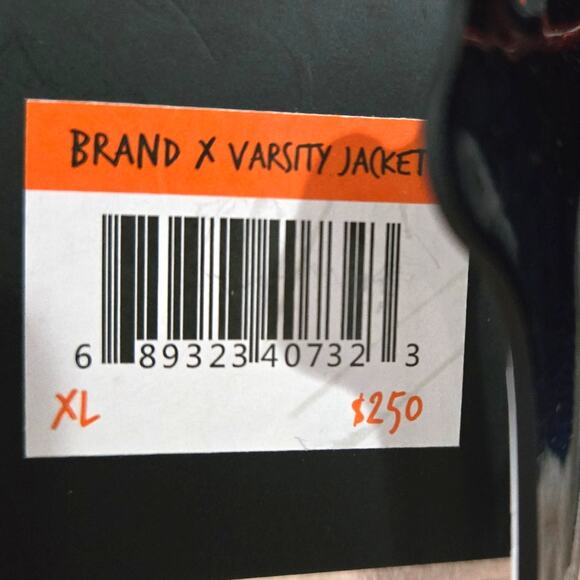 BRAND X VARSITY JACKET
6 89323 40732 3
XL $250